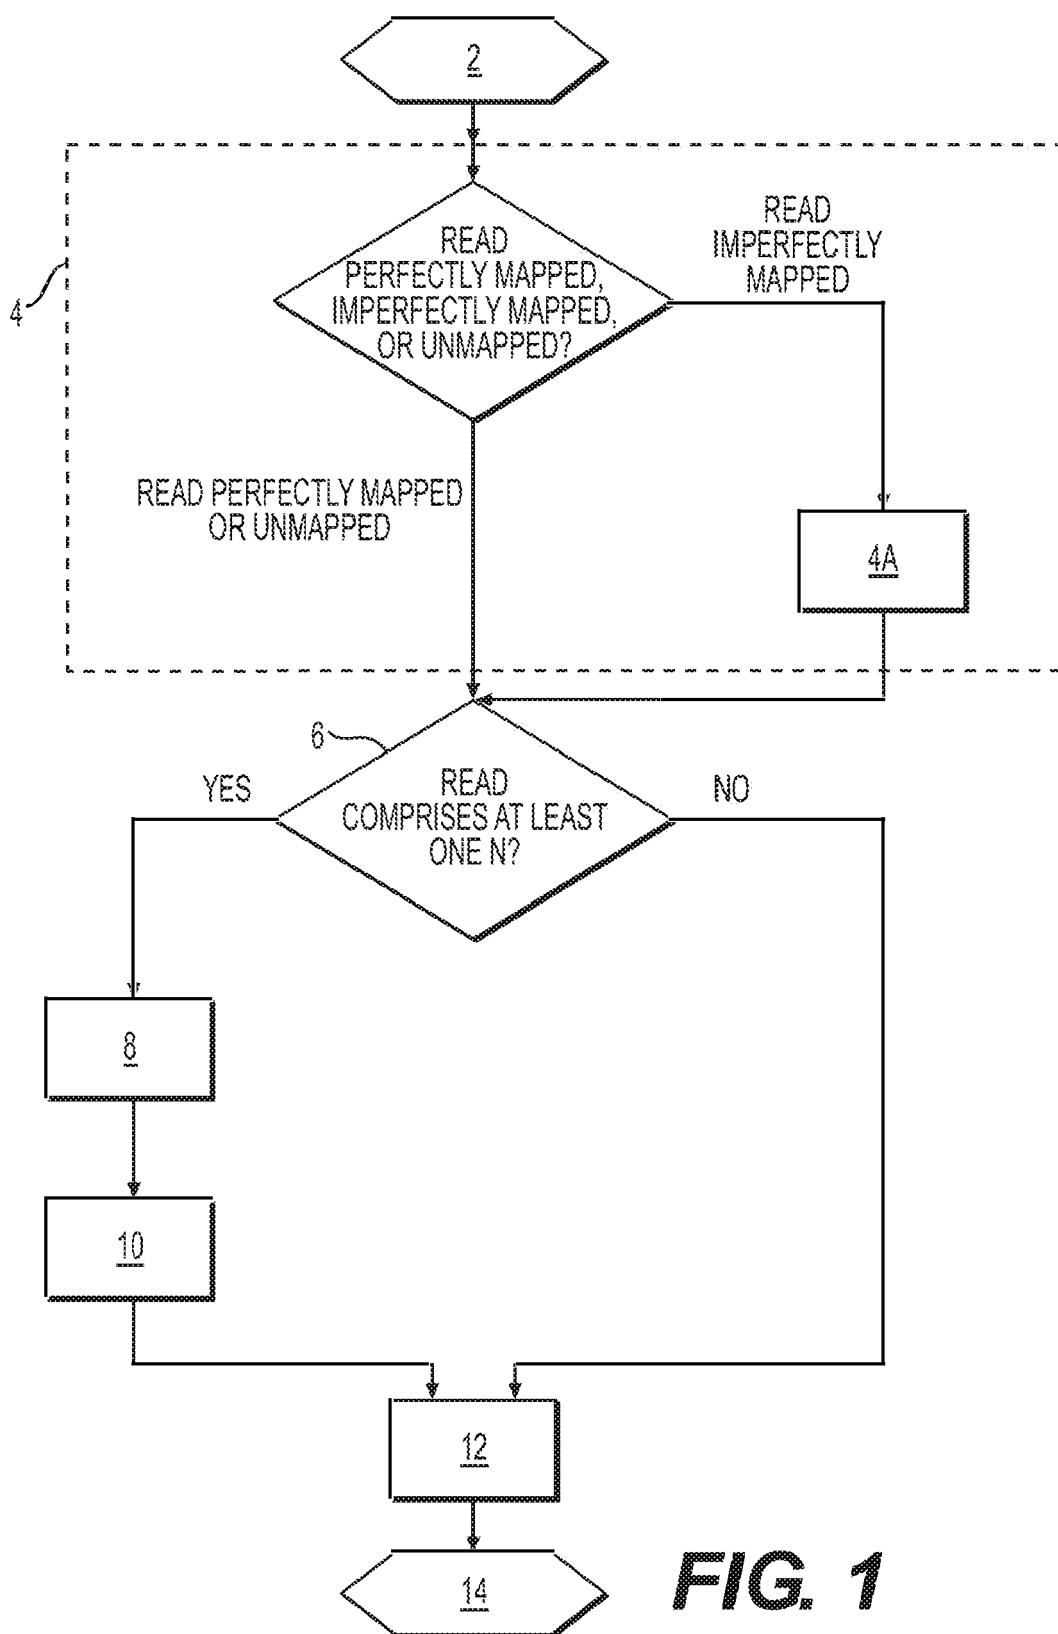 2
READ
PERFECTLY MAPPED,
IMPERFECTLY MAPPED,
OR UNMAPPED?
READ
IMPERFECTLY
MAPPED
4
READ PERFECTLY MAPPED
OR UNMAPPED
4A
6
READ
COMPRISES AT LEAST
ONE N?
YES
NO
8
10
12
14
FIG. 1